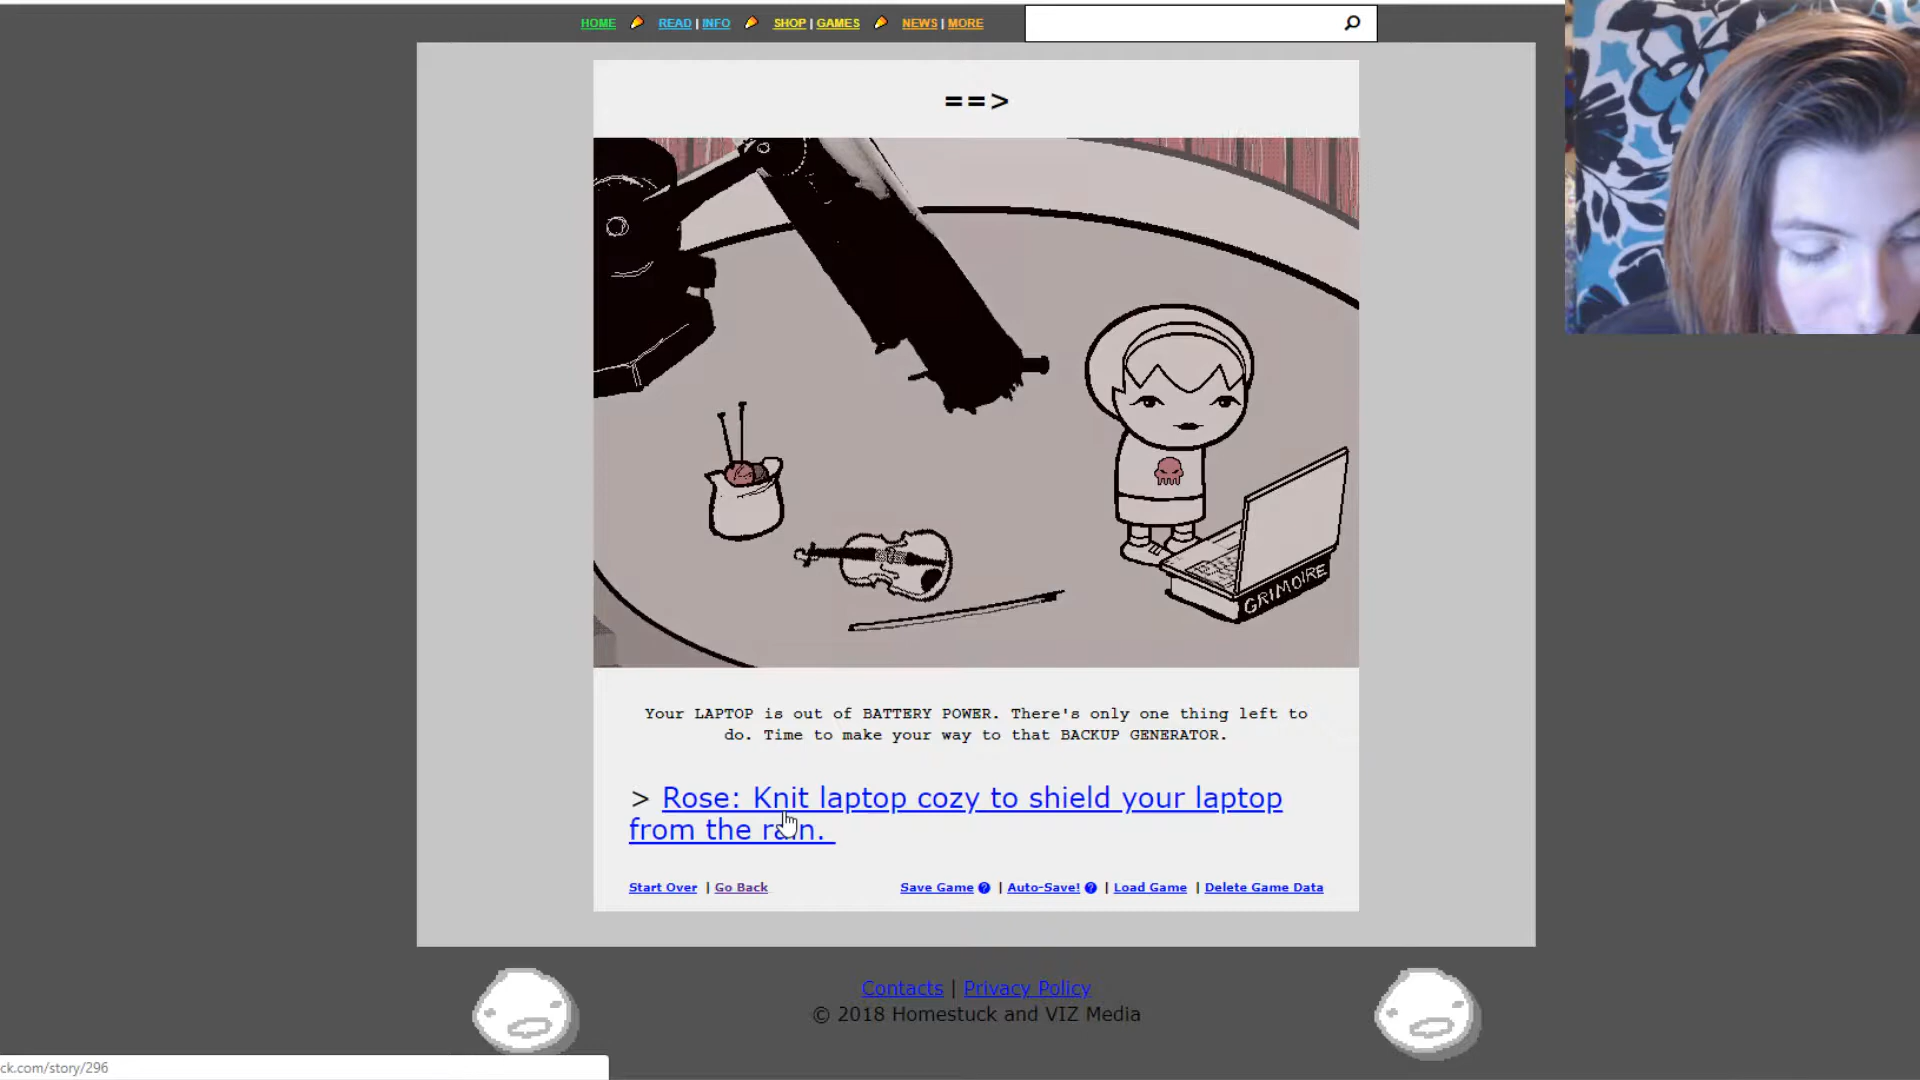 HOME READ | INFO SHOP | GAMES NEWS | MORE
==>
GRIMOIRE
Your LAPTOP is out of BATTERY POWER. There's only one thing left to
do. Time to make your way to that BACKUP GENERATOR.
> Rose: Knit laptop cozy to shield your laptop
from the rain.
Start Over | Go Back Save Game ? | Auto-Save! ? | Load Game | Delete Game Data
Contacts | Privacy Policy
© 2018 Homestuck and VIZ Media
ck.com/story/296